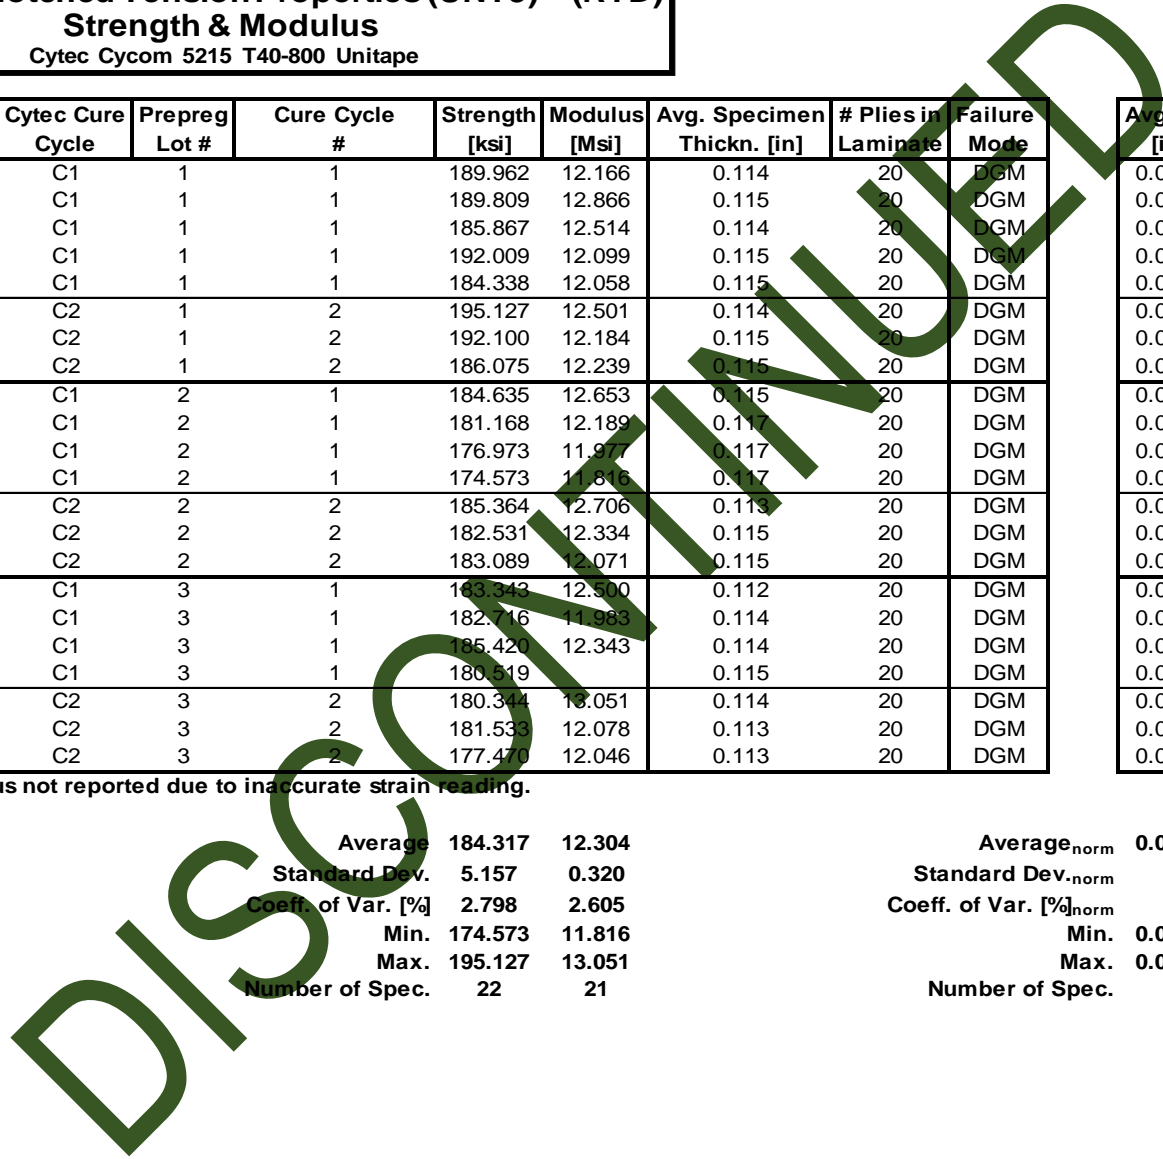 Strength & Modulus
Cytec Cycom 5215 T40-800 Unitape
Cytec Cure Prepreg Cure Cycle Strength Modulus Avg. Specimen # Plies in Failure
Cycle Lot # # [ksi] [Msi] Thickn. [in] Laminate Mode
C1 1 1 189.962 12.166 0.114 20 DGM
C1 1 1 189.809 12.866 0.115 20 DGM
C1 1 1 185.867 12.514 0.114 20 DGM
C1 1 1 192.009 12.099 0.115 20 DGM
C1 1 1 184.338 12.058 0.115 20 DGM
C2 1 2 195.127 12.501 0.114 20 DGM
C2 1 2 192.100 12.184 0.115 20 DGM
C2 1 2 186.075 12.239 0.115 20 DGM
C1 2 1 184.635 12.653 0.115 20 DGM
C1 2 1 181.168 12.189 0.117 20 DGM
C1 2 1 176.973 11.977 0.117 20 DGM
C1 2 1 174.573 11.816 0.117 20 DGM
C2 2 2 185.364 12.706 0.113 20 DGM
C2 2 2 182.531 12.334 0.115 20 DGM
C2 2 2 183.089 12.071 0.115 20 DGM
C1 3 1 183.343 12.500 0.112 20 DGM
C1 3 1 182.716 11.983 0.114 20 DGM
C1 3 1 185.420 12.343 0.114 20 DGM
C1 3 1 180.519 0.115 20 DGM
C2 3 2 180.344 13.051 0.114 20 DGM
C2 3 2 181.533 12.078 0.113 20 DGM
C2 3 2 177.470 12.046 0.113 20 DGM
not reported due to inaccurate strain reading.
Average 184.317 12.304 Average norm
Standard Dev. 5.157 0.320 Standard Dev. norm
Coeff. of Var. [%] 2.798 2.605 Coeff. of Var. [%] norm
Min. 174.573 11.816 Min.
Max. 195.127 13.051 Max.
Number of Spec. 22 21 Number of Spec.
DISCONTINUED